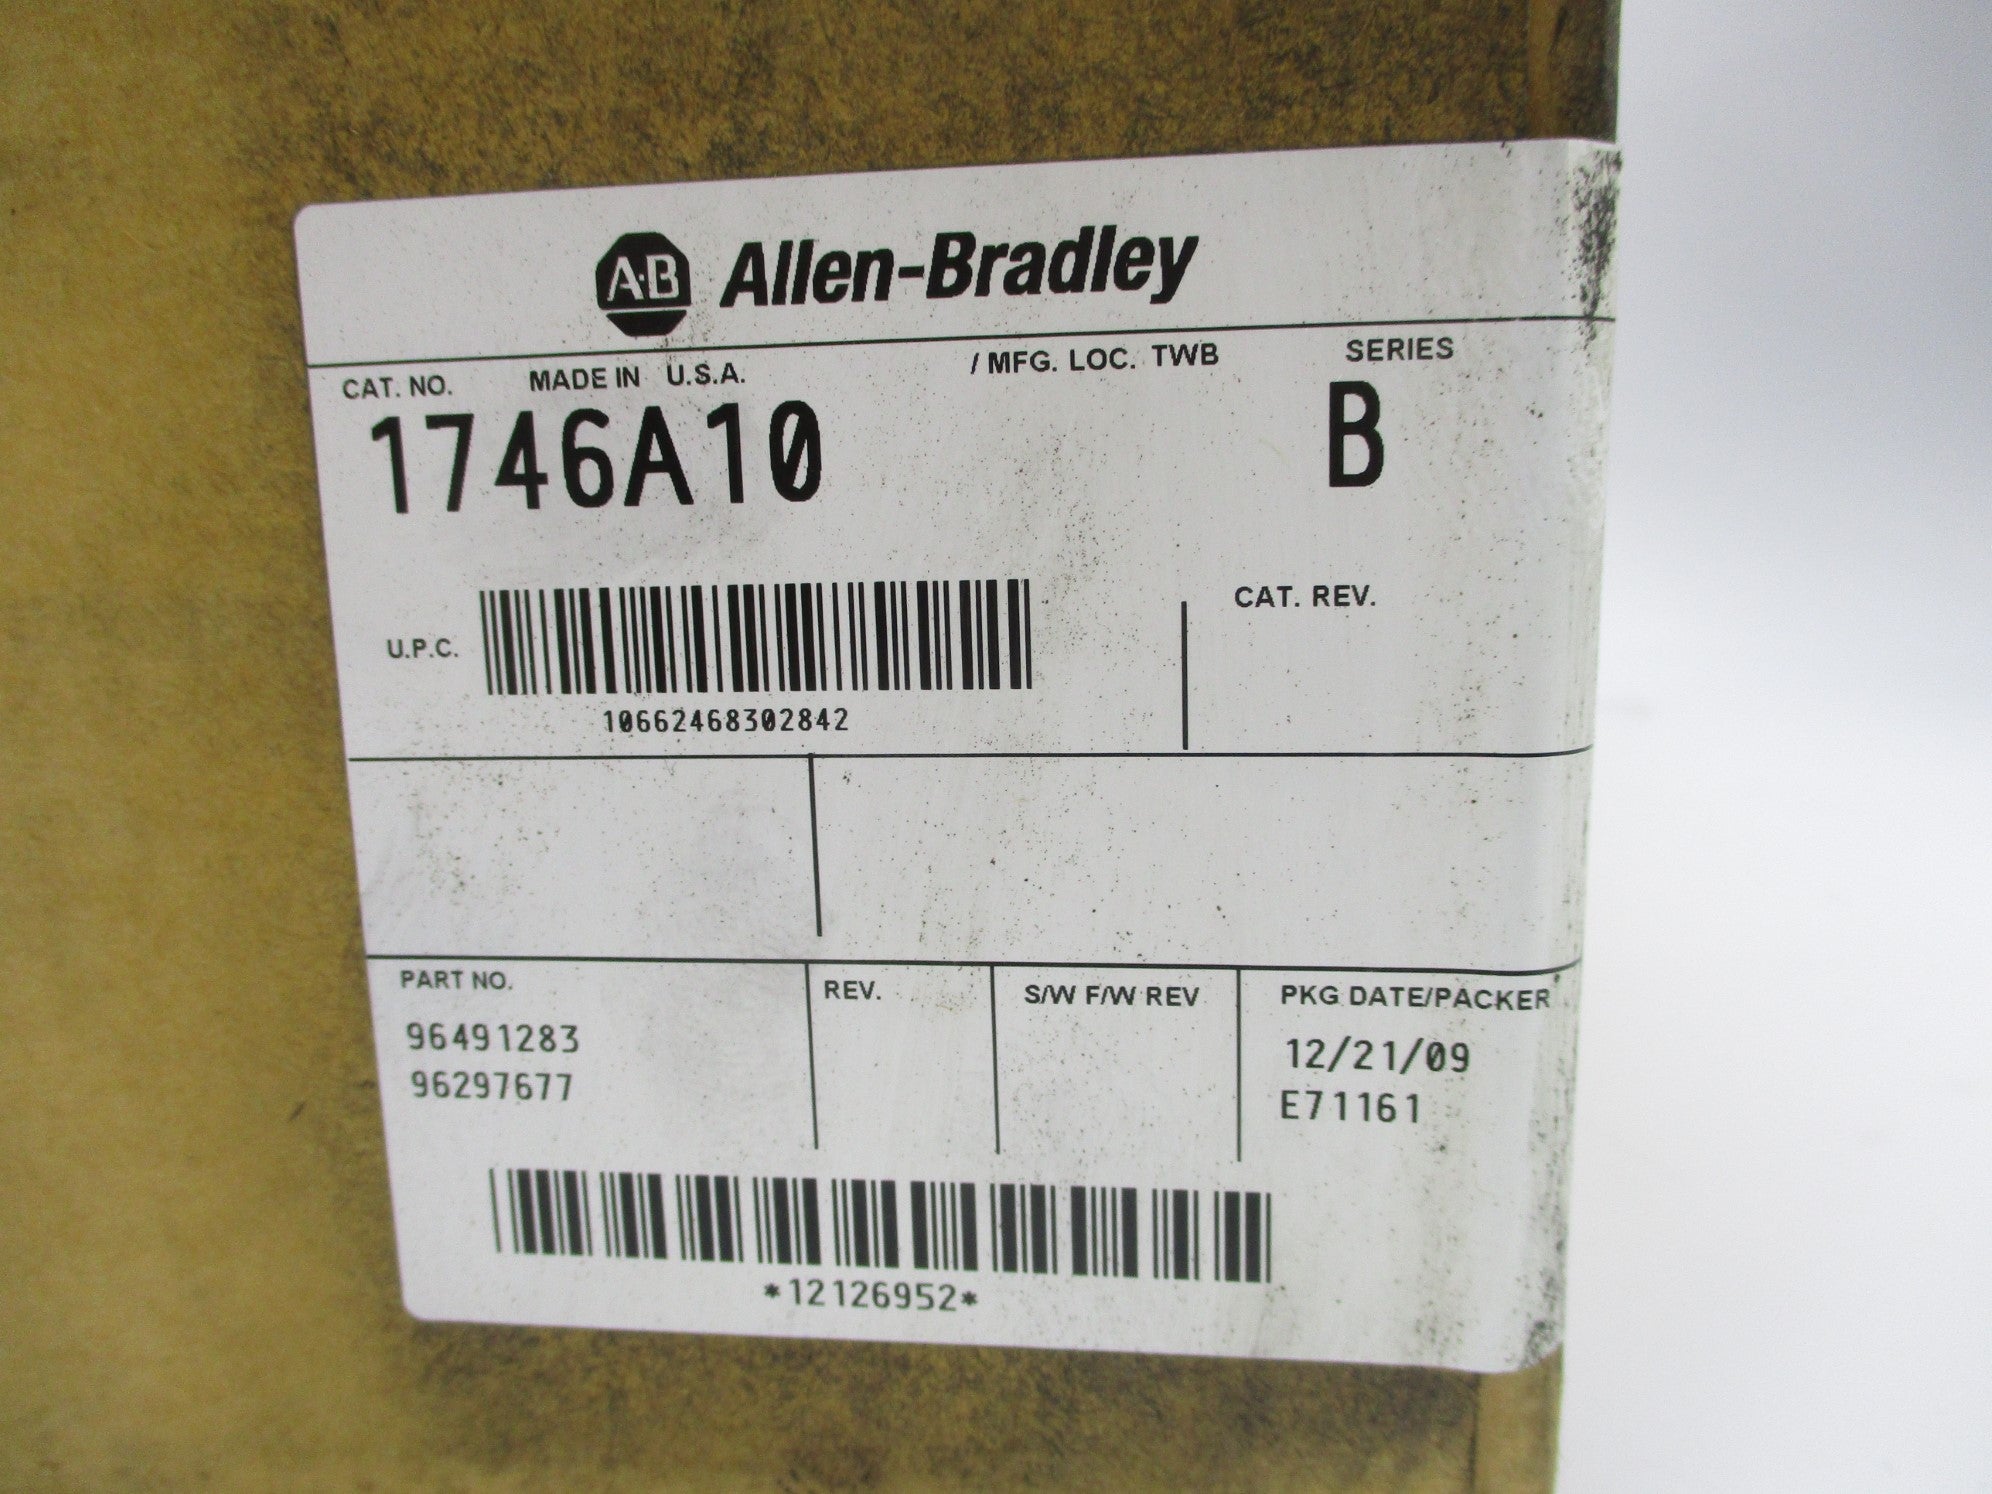 A·B Allen-Bradley
CAT. NO. MADE IN U.S.A. / MFG. LOC. TWB SERIES
1746A10 B
CAT. REV.
U.P.C.
10662468302842
PART NO. REV. S/W F/W REV PKG DATE/PACKER
96491283 12/21/09
96297677 E71161
*12126952*